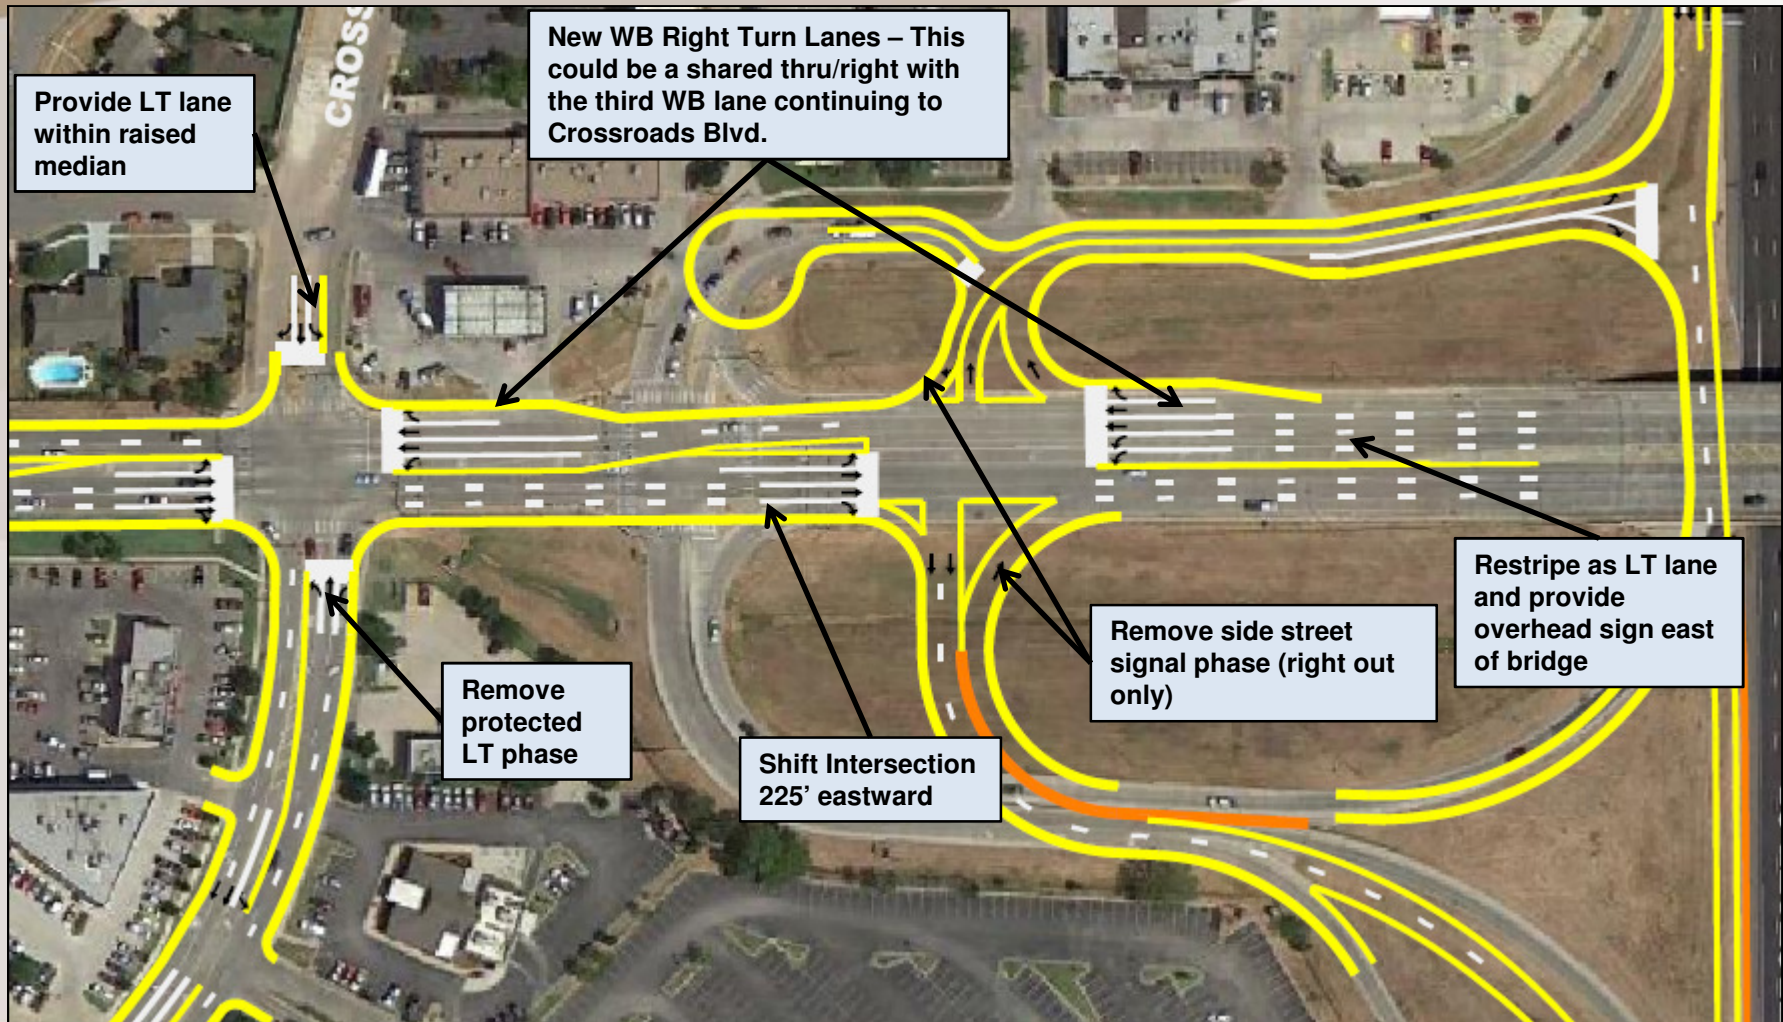 CROSS
New WB Right Turn Lanes – This
could be a shared thru/right with
the third WB lane continuing to
Crossroads Blvd.
Provide LT lane
within raised
median
Restripe as LT lane
and provide
overhead sign east
of bridge
Remove side street
signal phase (right out
only)
Remove
protected
LT phase
Shift Intersection
225’ eastward